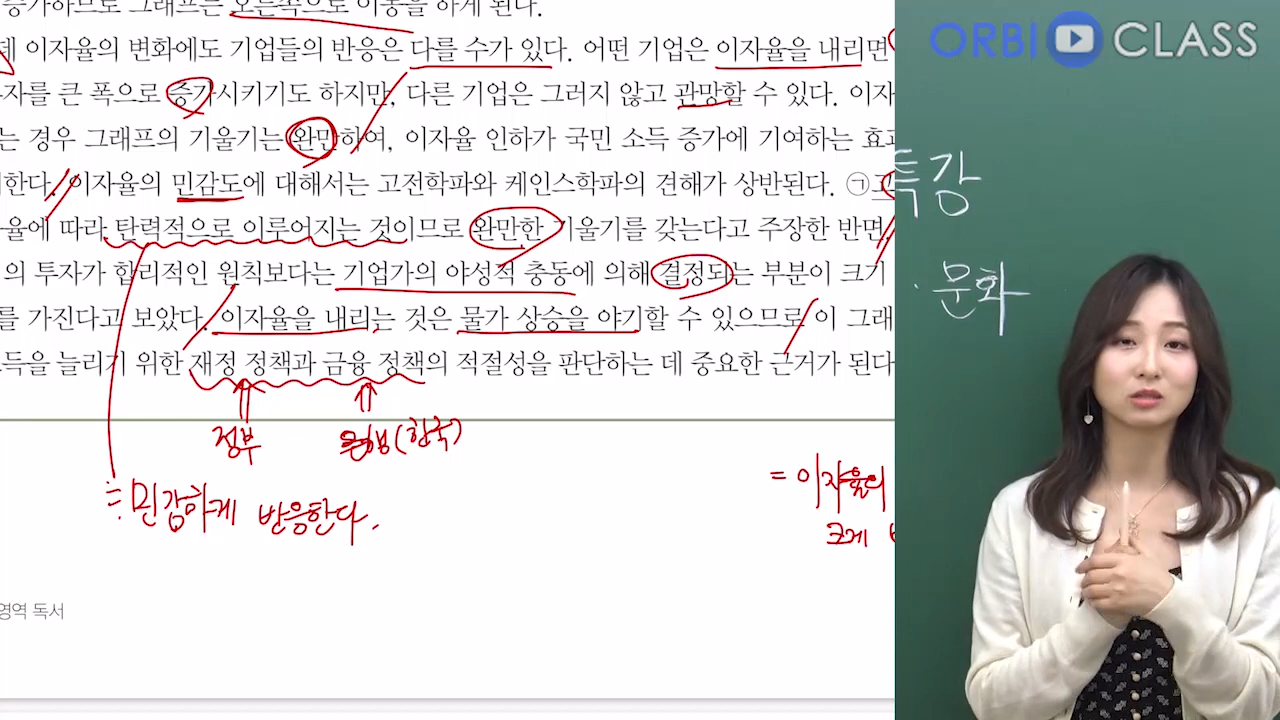 증가하므로 그래프는 오른쪽으로 이동을 하게 된다.
데 이자율의 변화에도 기업들의 반응은 다를 수가 있다. 어떤 기업은 이자율을 내리면
자를 큰 폭으로 증가시키기도 하지만, 다른 기업은 그러지 않고 관망할 수 있다. 이자
는 경우 그래프의 기울기는 완만하여, 이자율 인하가 국민 소득 증가에 기여하는 효과
한다. 이자율의 민감도에 대해서는 고전학파와 케인스학파의 견해가 상반된다. ㉠고
율에 따라 탄력적으로 이루어지는 것이므로 완만한 기울기를 갖는다고 주장한 반면,
의 투자가 합리적인 원칙보다는 기업가의 야성적 충동에 의해 결정되는 부분이 크기
를 가진다고 보았다. 이자율을 내리는 것은 물가 상승을 야기할 수 있으므로 이 그래
득을 늘리기 위한 재정 정책과 금융 정책의 적절성을 판단하는 데 중요한 근거가 된다
정부
(한국)
민감하게 반응한다.
= 이자율의
크게
영역 독서
ORBI CLASS
특강
· 문화